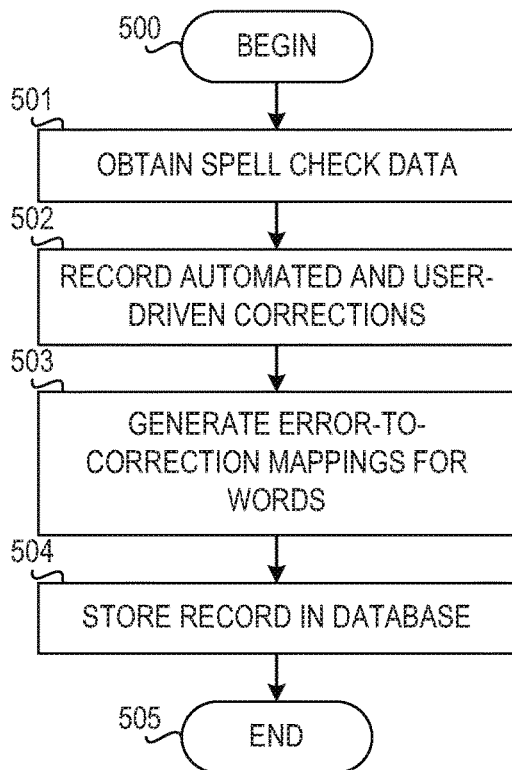 500
BEGIN
501
OBTAIN SPELL CHECK DATA
502
RECORD AUTOMATED AND USER-
DRIVEN CORRECTIONS
503
GENERATE ERROR-TO-
CORRECTION MAPPINGS FOR
WORDS
504
STORE RECORD IN DATABASE
505
END